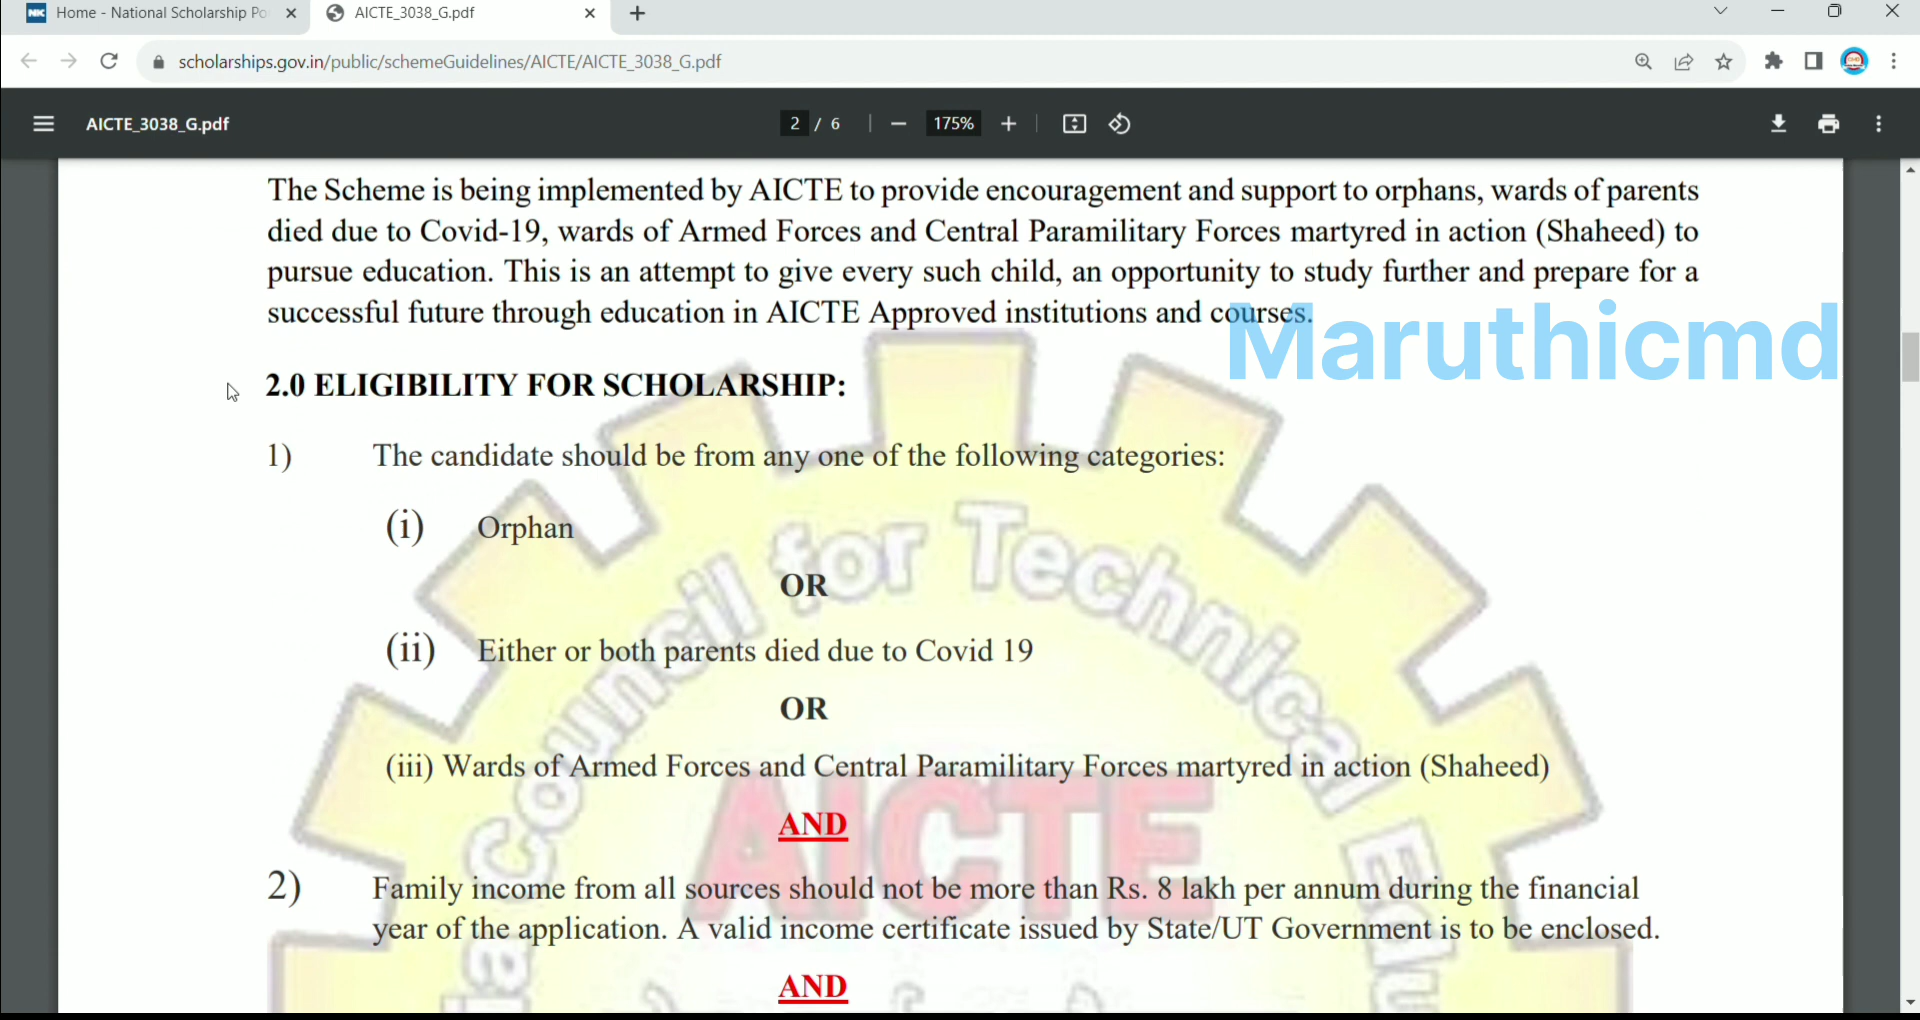 Home - National Scholarship Po
AICTE_3038_G.pdf
scholarships.gov.in/public/schemeGuidelines/AICTE/AICTE_3038_G.pdf
AICTE_3038_G.pdf
2 / 6
175%
The Scheme is being implemented by AICTE to provide encouragement and support to orphans, wards of parents
died due to Covid-19, wards of Armed Forces and Central Paramilitary Forces martyred in action (Shaheed) to
pursue education. This is an attempt to give every such child, an opportunity to study further and prepare for a
successful future through education in AICTE Approved institutions and courses.
Maruthicmd
2.0 ELIGIBILITY FOR SCHOLARSHIP:
1) The candidate should be from any one of the following categories:
(i) Orphan
OR
(ii) Either or both parents died due to Covid 19
OR
(iii) Wards of Armed Forces and Central Paramilitary Forces martyred in action (Shaheed)
AND
2) Family income from all sources should not be more than Rs. 8 lakh per annum during the financial
year of the application. A valid income certificate issued by State/UT Government is to be enclosed.
AND
Council for Technical
AICTE